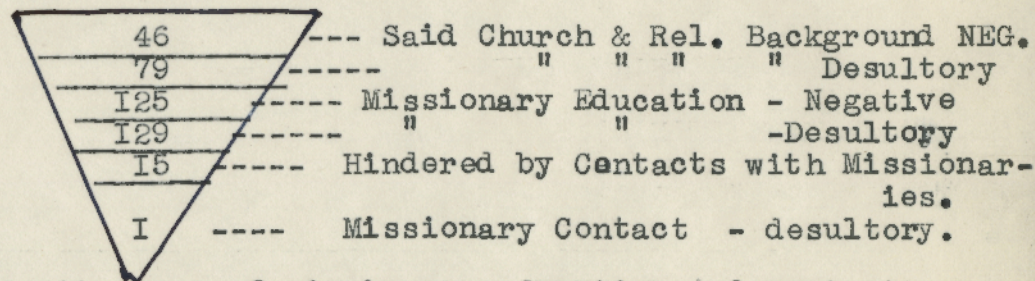 46 --- Said Church & Rel. Background NEG.
79 ----- " " " " Desultory
I25 ----- Missionary Education - Negative
I29 ----- " " -Desultory
I5 ----- Hindered by Contacts with Missionar-
ies.
I ---- Missionary Contact - desultory.